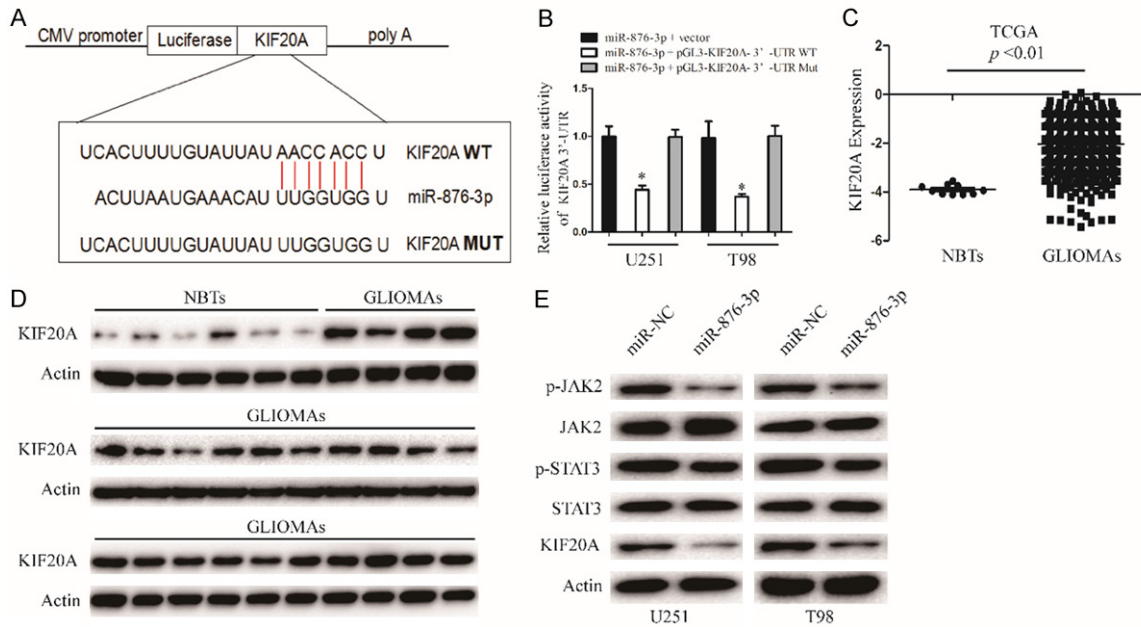 A
CMV promoter
Luciferase
KIF20A
poly A
UCACUUUUGUAUUAU AACC ACC U
KIF20A WT
ACUUAAUGAAACAU UUGGUGG U
miR-876-3p
UCACUUUUGUAUUAU UUGGUGG U
KIF20A MUT
B
miR-876-3p+vector
miR-876-3p+pGL3-KIF20A-3'-UTR WT
miR-876-3p+pGL3-KIF20A-3'-UTR Mut
Relative luciferace activity
of KIF20A 3'-UTR
1.5
1.0
0.5
0.0
*
*
U251
T98
C
TCGA
p <0.01
KIF20A Expression
0
-2
-4
-6
NBTs
GLIOMAs
D
NBTs
GLIOMAs
KIF20A
Actin
GLIOMAs
KIF20A
Actin
GLIOMAs
KIF20A
Actin
E
miR-NC
miR-876-3p
miR-NC
miR-876-3p
p-JAK2
JAK2
p-STAT3
STAT3
KIF20A
Actin
U251
T98